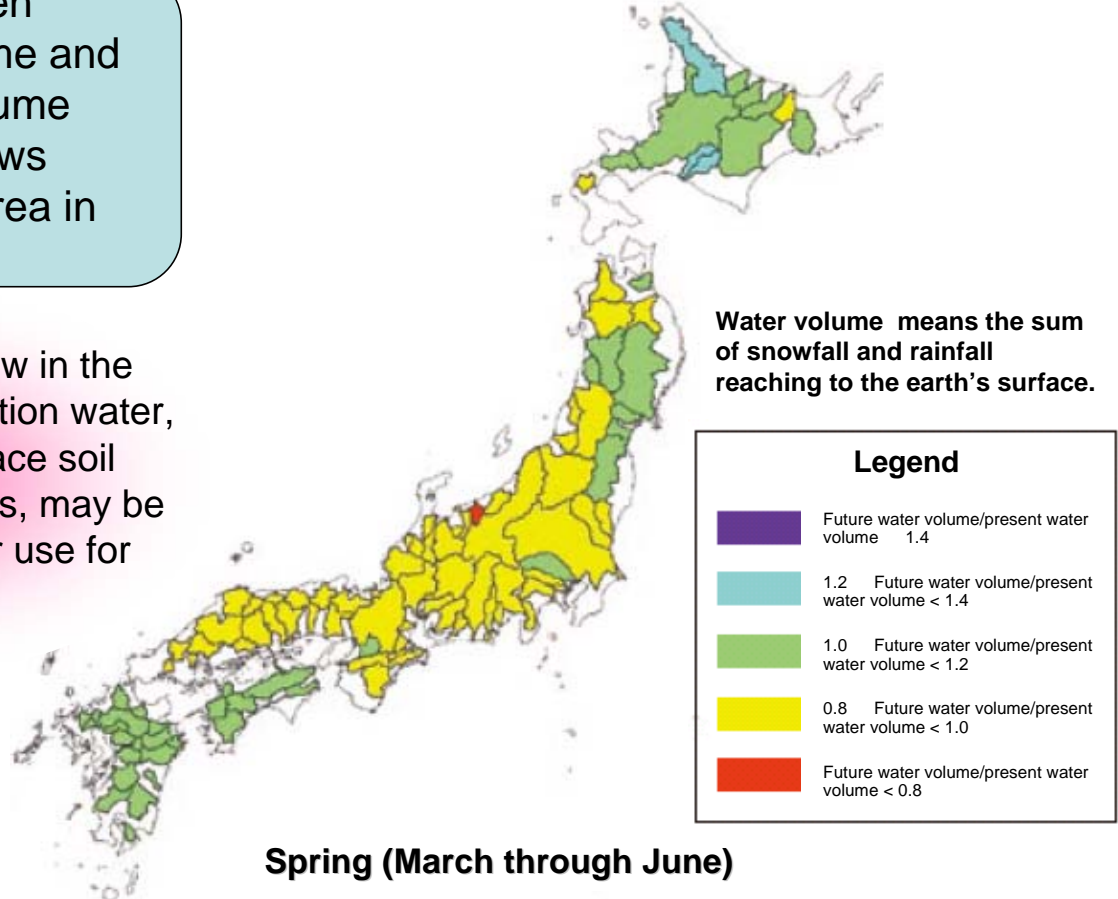 en
ne and
ume
ws
rea in
w in the
tion water,
ace soil
s, may be
r use for
Water volume means the sum
of snowfall and rainfall
reaching to the earth's surface.
Legend
Future water volume/present water
volume 1.4
1.2 Future water volume/present
water volume < 1.4
1.0 Future water volume/present
water volume < 1.2
0.8 Future water volume/present
water volume < 1.0
Future water volume/present water
volume < 0.8
Spring (March through June)